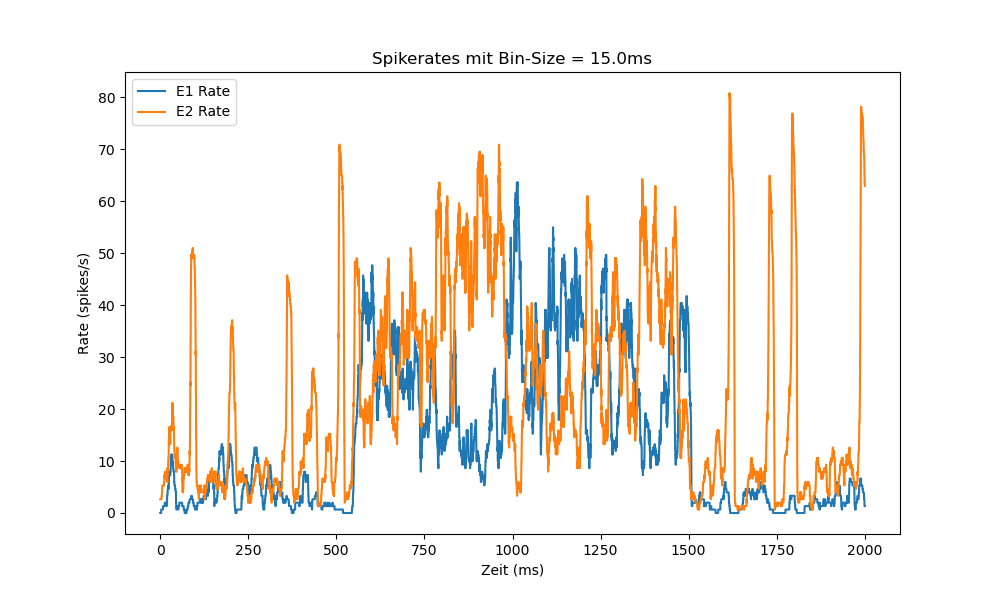 Spikerates mit Bin-Size = 15.0ms
E1 Rate
E2 Rate
80
70
60
50
40
30
20
10
0
Rate (spikes/s)
0 250 500 750 1000 1250 1500 1750 2000
Zeit (ms)